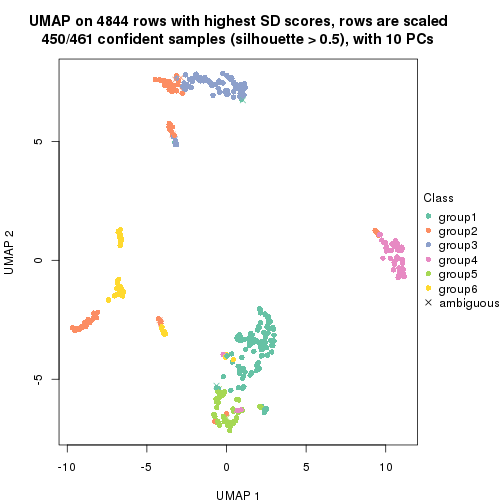 UMAP on 4844 rows with highest SD scores, rows are scaled
450/461 confident samples (silhouette > 0.5), with 10 PCs
5
0
-5
UMAP 2
-10
-5
0
5
10
UMAP 1
Class
group1
group2
group3
group4
group5
group6
ambiguous